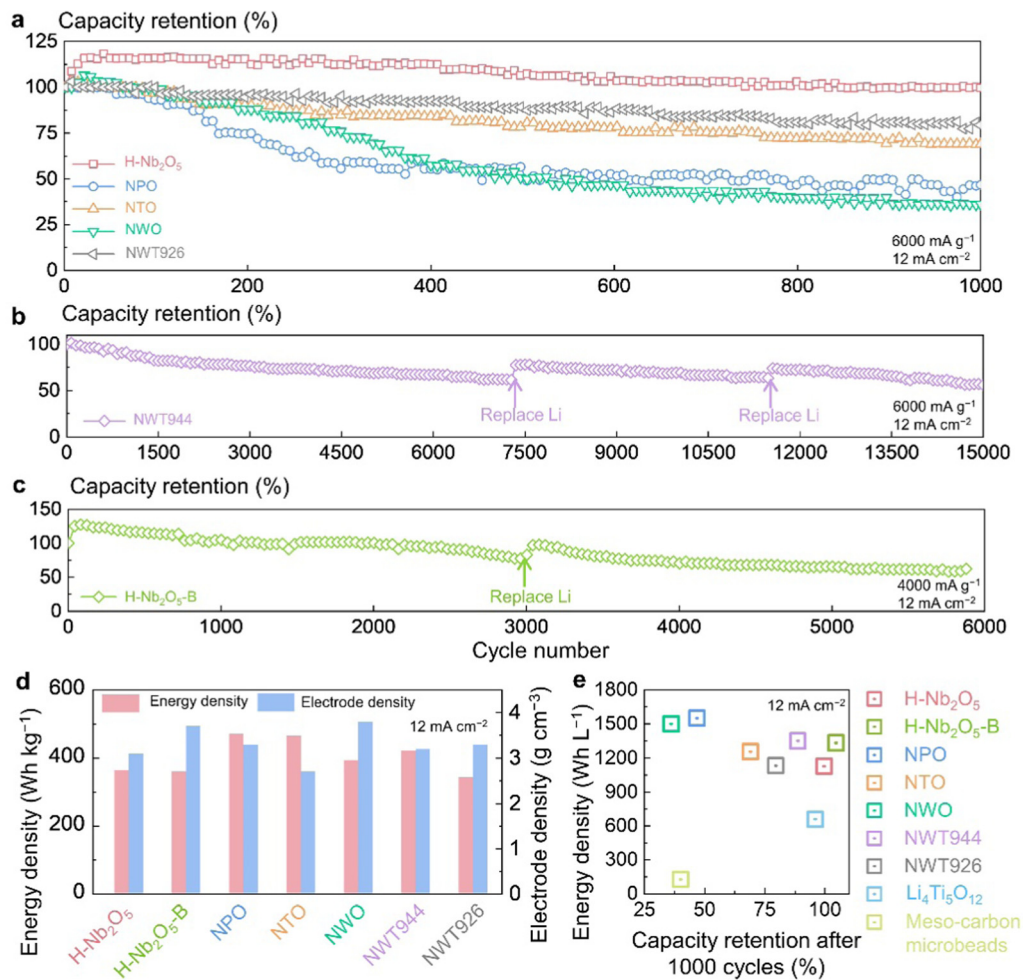 a Capacity retention (%)
125
100
75
50
25
0
H-Nb₂O₅
NPO
NTO
NWO
NWT926
6000 mA g⁻¹
12 mA cm⁻²
0 200 400 600 800 1000
b Capacity retention (%)
100
50
0
NWT944
Replace Li
Replace Li
6000 mA g⁻¹
12 mA cm⁻²
0 1500 3000 4500 6000 7500 9000 10500 12000 13500 15000
c Capacity retention (%)
150
100
50
0
H-Nb₂O₅-B
Replace Li
4000 mA g⁻¹
12 mA cm⁻²
0 1000 2000 3000 4000 5000 6000
Cycle number
d
Energy density (Wh kg⁻¹)
600
400
200
0
Energy density
Electrode density
12 mA cm⁻²
4
3
2
1
0
Electrode density (g cm⁻³)
H-Nb₂O₅
H-Nb₂O₅-B
NPO
NTO
NWO
NWT944
NWT926
e
Energy density (Wh L⁻¹)
1800
1500
1200
900
600
300
0
12 mA cm⁻²
25 50 75 100
Capacity retention after
1000 cycles (%)
H-Nb₂O₅
H-Nb₂O₅-B
NPO
NTO
NWO
NWT944
NWT926
Li₄Ti₅O₁₂
Meso-carbon
microbeads